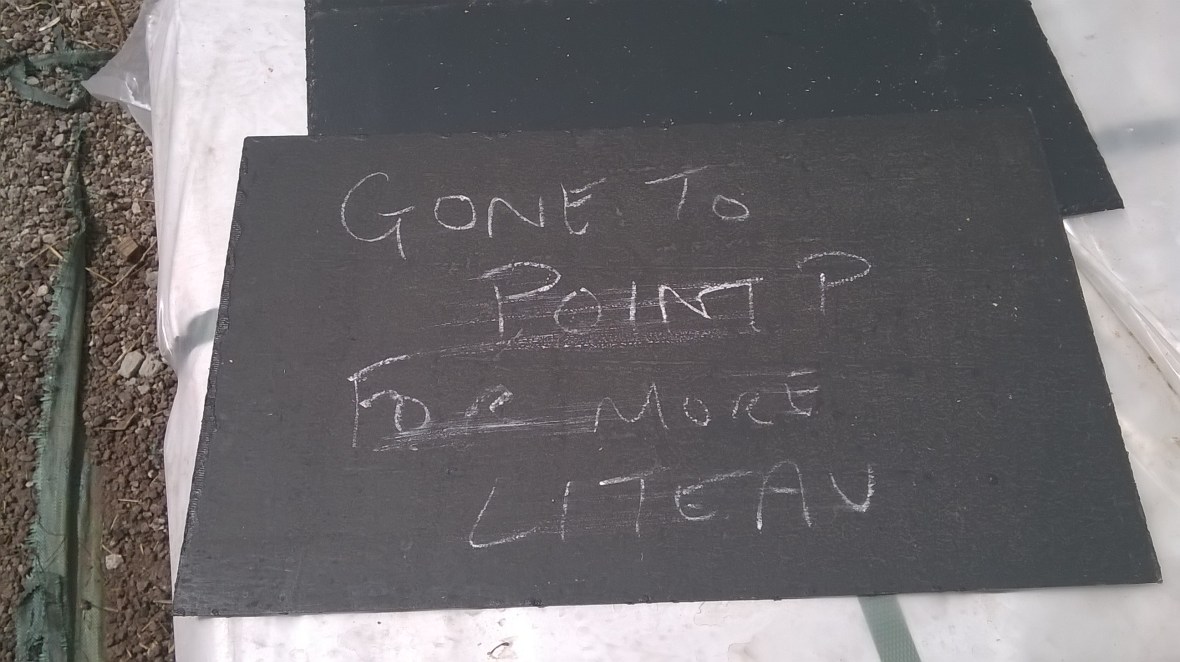 GONE TO
POINT P
FOR MORE
LITEAU